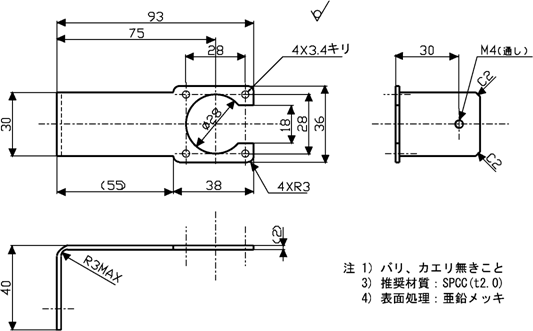 93
75
28
4X3.4キリ
ø28
30
18
28
36
(55)
38
4XR3
30
M4(通し)
C2
C2
(2)
R3MAX
40
注 1) バリ、カエリ無きこと
3) 推奨材質:SPCC(t2.0)
4) 表面処理:亜鉛メッキ